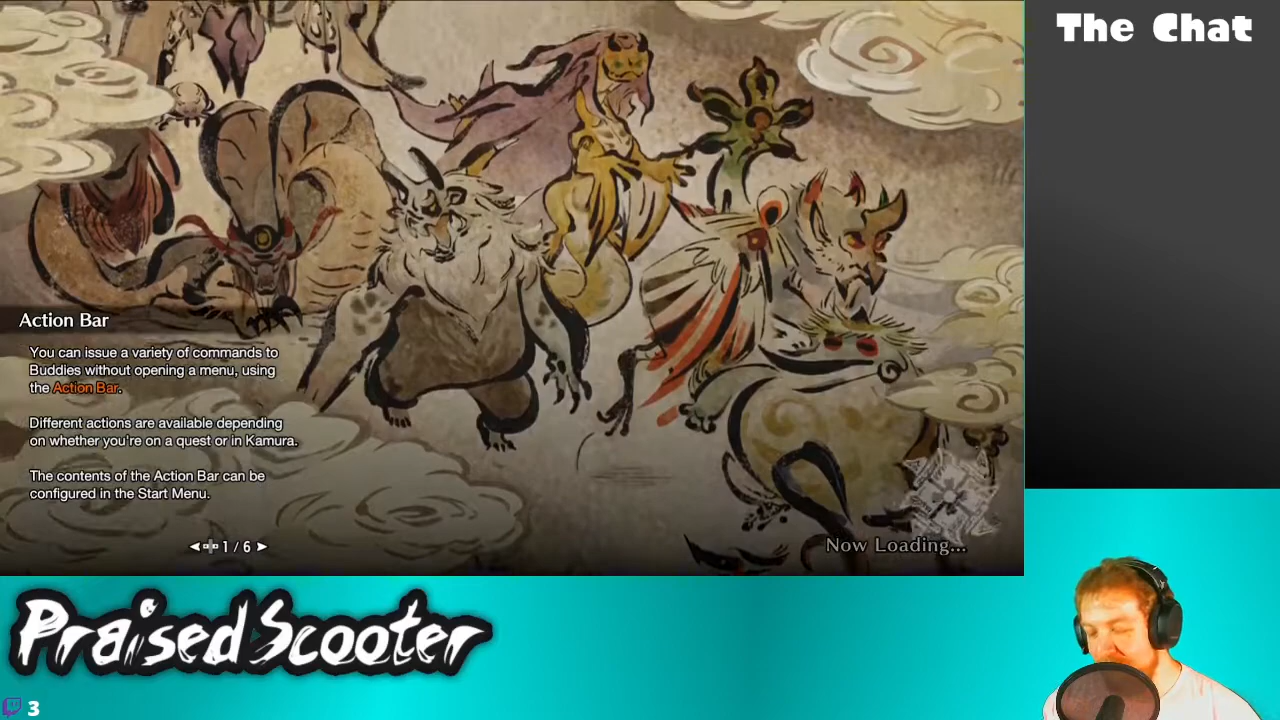 The Chat
Action Bar
You can issue a variety of commands to
Buddies without opening a menu, using
the Action Bar.
Different actions are available depending
on whether you're on a quest or in Kamura.
The contents of the Action Bar can be
configured in the Start Menu.
1 / 6
Now Loading...
PraisedScooter
3